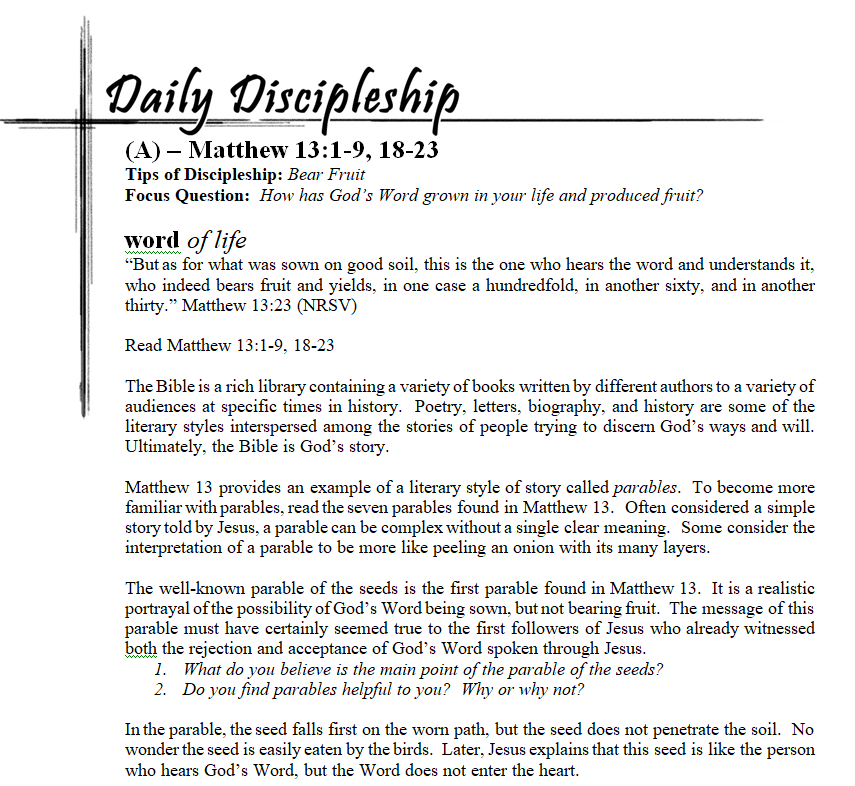 Daily Discipleship
(A) – Matthew 13:1-9, 18-23
Tips of Discipleship: Bear Fruit
Focus Question: How has God's Word grown in your life and produced fruit?
word of life
“But as for what was sown on good soil, this is the one who hears the word and understands it,
who indeed bears fruit and yields, in one case a hundredfold, in another sixty, and in another
thirty.” Matthew 13:23 (NRSV)
Read Matthew 13:1-9, 18-23
The Bible is a rich library containing a variety of books written by different authors to a variety of
audiences at specific times in history. Poetry, letters, biography, and history are some of the
literary styles interspersed among the stories of people trying to discern God's ways and will.
Ultimately, the Bible is God's story.
Matthew 13 provides an example of a literary style of story called parables. To become more
familiar with parables, read the seven parables found in Matthew 13. Often considered a simple
story told by Jesus, a parable can be complex without a single clear meaning. Some consider the
interpretation of a parable to be more like peeling an onion with its many layers.
The well-known parable of the seeds is the first parable found in Matthew 13. It is a realistic
portrayal of the possibility of God's Word being sown, but not bearing fruit. The message of this
parable must have certainly seemed true to the first followers of Jesus who already witnessed
both the rejection and acceptance of God's Word spoken through Jesus.
1. What do you believe is the main point of the parable of the seeds?
2. Do you find parables helpful to you? Why or why not?
In the parable, the seed falls first on the worn path, but the seed does not penetrate the soil. No
wonder the seed is easily eaten by the birds. Later, Jesus explains that this seed is like the person
who hears God's Word, but the Word does not enter the heart.